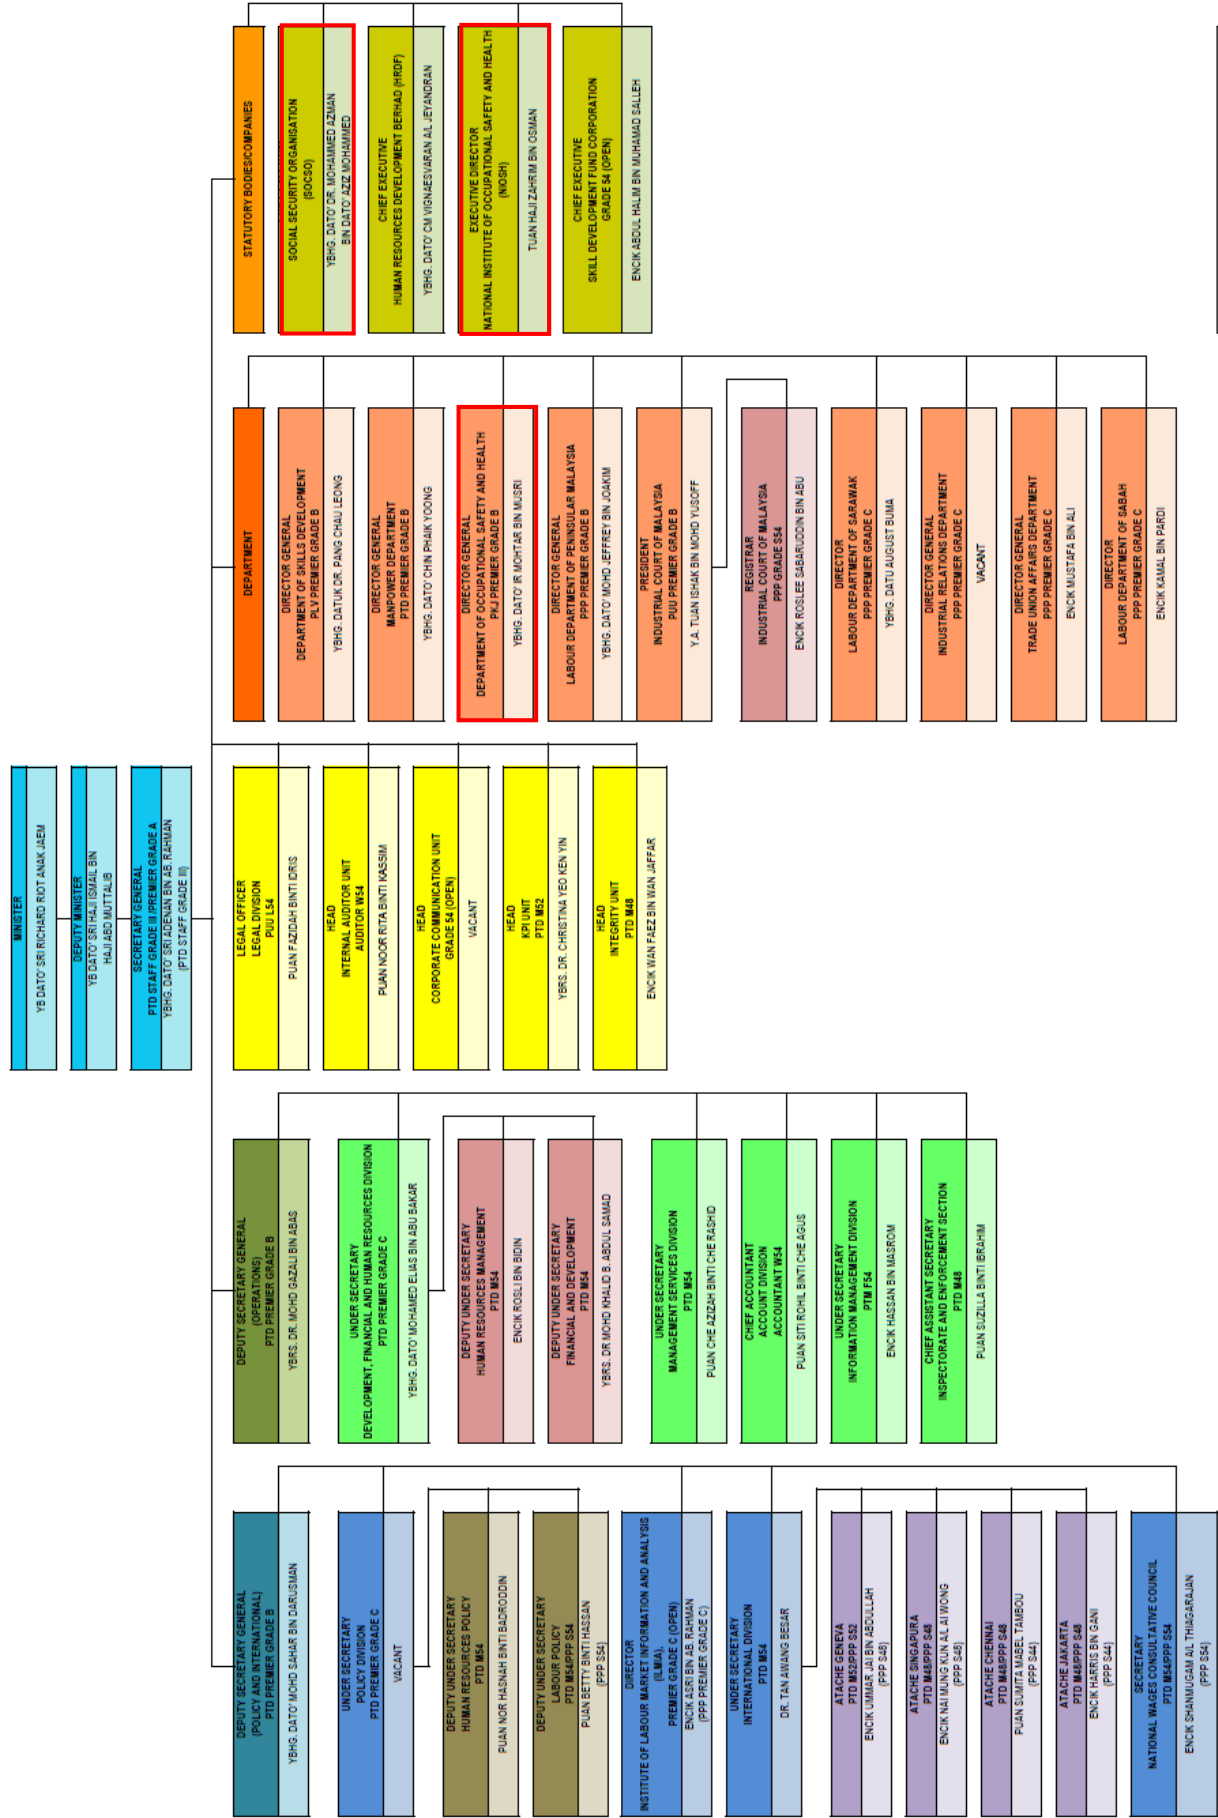 MINISTER
YB DATO' SRI RICHARD RIOT ANAK JAEM
DEPUTY MINISTER
YB DATO' SRI HAJI ISMAIL BIN
HAJI ABD MUTTALIB
SECRETARY GENERAL
PTD STAFF GRADE III /PREMIER GRADE A
YBHG. DATO' SRI ADENAN BIN AB. RAHMAN
(PTD STAFF GRADE III)
DEPUTY SECRETARY GENERAL
(POLICY AND INTERNATIONAL)
PTD PREMIER GRADE B
YBHG. DATO' MOHD SAHAR BIN DARUSMAN
UNDER SECRETARY
POLICY DIVISION
PTD PREMIER GRADE C
VACANT
DEPUTY UNDER SECRETARY
HUMAN RESOURCES POLICY
PTD M54
PUAN NOR HASNAH BINTI BADRODDIN
DEPUTY UNDER SECRETARY
LABOUR POLICY
PTD M54/PPP S54
PUAN BETTY BINTI HASSAN
(PPP S54)
DIRECTOR
INSTITUTE OF LABOUR MARKET INFORMATION AND ANALYSIS
(ILMIA).
PREMIER GRADE C (OPEN)
ENCIK ASRI BIN AB. RAHMAN
(PPP PREMIER GRADE C)
UNDER SECRETARY
INTERNATIONAL DIVISION
PTD M54
DR. TAN AWANG BESAR
ATACHE GENEVA
PTD M52/PPP S52
ENCIK UMMAR JAI BIN ABDULLAH
(PPP S48)
ATACHE SINGAPURA
PTD M48/PPP S48
ENCIK NAI MUNG KUN A/L AI WONG
(PPP S48)
ATACHE CHENNAI
PTD M48/PPP S48
PUAN SUMITA MABEL TAMBOU
(PPP S44)
ATACHE JAKARTA
PTD M48/PPP S48
ENCIK HARRIS BIN GANI
(PPP S44)
SECRETARY
NATIONAL WAGES CONSULTATIVE COUNCIL
PTD M54/PPP S54
ENCIK SHANMUGAM A/L THIAGARAJAN
(PPP S54)
DEPUTY SECRETARY GENERAL
(OPERATIONS)
PTD PREMIER GRADE B
YBRS. DR. MOHD GAZALI BIN ABAS
UNDER SECRETARY
DEVELOPMENT, FINANCIAL AND HUMAN RESOURCES DIVISION
PTD PREMIER GRADE C
YBHG. DATO' MOHAMED ELIAS BIN ABU BAKAR
DEPUTY UNDER SECRETARY
HUMAN RESOURCES MANAGEMENT
PTD M54
ENCIK ROSLI BIN BIDIN
DEPUTY UNDER SECRETARY
FINANCIAL AND DEVELOPMENT
PTD M54
YBRS. DR MOHD KHALID B. ABDUL SAMAD
UNDER SECRETARY
MANAGEMENT SERVICES DIVISION
PTD M54
PUAN CHE AZIZAH BINTI CHE RASHID
CHIEF ACCOUNTANT
ACCOUNT DIVISION
ACCOUNTANT W54
PUAN SITI ROHIL BINTI CHE AGUS
UNDER SECRETARY
INFORMATION MANAGEMENT DIVISION
PTM F54
ENCIK HASSAN BIN MASROM
CHIEF ASSISTANT SECRETARY
INSPECTORATE AND ENFORCEMENT SECTION
PTD M48
PUAN SUZILLA BINTI IBRAHIM
LEGAL OFFICER
LEGAL DIVISION
PUU L54
PUAN FAZIDAH BINTI IDRIS
HEAD
INTERNAL AUDITOR UNIT
AUDITOR W54
PUAN NOOR RITA BINTI KASSIM
HEAD
CORPORATE COMMUNICATION UNIT
GRADE 54 (OPEN)
VACANT
HEAD
KPI UNIT
PTD M52
YBRS. DR. CHRISTINA YEO KEN YIN
HEAD
INTEGRITY UNIT
PTD M48
ENCIK WAN FAEZ BIN WAN JAFFAR
DEPARTMENT
DIRECTOR GENERAL
DEPARTMENT OF SKILLS DEVELOPMENT
PLV PREMIER GRADE B
YBHG. DATUK DR. PANG CHAU LEONG
DIRECTOR GENERAL
MANPOWER DEPARTMENT
PTD PREMIER GRADE B
YBHG. DATO' CHIN PHAIK YOONG
DIRECTOR GENERAL
DEPARTMENT OF OCCUPATIONAL SAFETY AND HEALTH
PKJ PREMIER GRADE B
YBHG. DATO' IR MOHTAR BIN MUSRI
DIRECTOR GENERAL
LABOUR DEPARTMENT OF PENINSULAR MALAYSIA
PPP PREMIER GRADE B
YBHG. DATO' MOHD JEFFREY BIN JOAKIM
PRESIDENT
INDUSTRIAL COURT OF MALAYSIA
PUU PREMIER GRADE B
Y.A. TUAN ISHAK BIN MOHD YUSOFF
REGISTRAR
INDUSTRIAL COURT OF MALAYSIA
PPP GRADE S54
ENCIK ROSLEE SABARUDDIN BIN ABU
DIRECTOR
LABOUR DEPARTMENT OF SARAWAK
PPP PREMIER GRADE C
YBHG. DATU AUGUST BUMA
DIRECTOR GENERAL
INDUSTRIAL RELATIONS DEPARTMENT
PPP PREMIER GRADE C
VACANT
DIRECTOR GENERAL
TRADE UNION AFFAIRS DEPARTMENT
PPP PREMIER GRADE C
ENCIK MUSTAFA BIN ALI
DIRECTOR
LABOUR DEPARTMENT OF SABAH
PPP PREMIER GRADE C
ENCIK KAMAL BIN PARDI
STATUTORY BODIES/COMPANIES
SOCIAL SECURITY ORGANISATION
(SOCSO)
YBHG. DATO' DR. MOHAMMED AZMAN
BIN DATO' AZIZ MOHAMMED
CHIEF EXECUTIVE
HUMAN RESOURCES DEVELOPMENT BERHAD (HRDF)
YBHG. DATO' CM VIGNAESVARAN A/L JEYANDRAN
EXECUTIVE DIRECTOR
NATIONAL INSTITUTE OF OCCUPATIONAL SAFETY AND HEALTH
(NIOSH)
TUAN HAJI ZAHRIM BIN OSMAN
CHIEF EXECUTIVE
SKILL DEVELOPMENT FUND CORPORATION
GRADE 54 (OPEN)
ENCIK ABDUL HALIM BIN MUHAMAD SALLEH